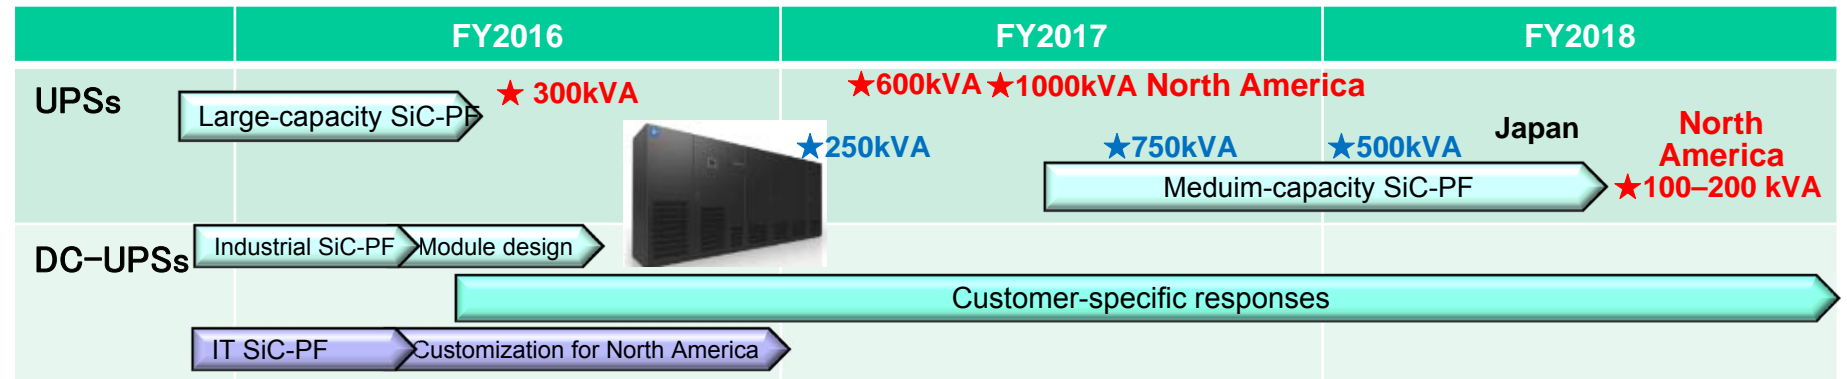 FY2016
FY2017
FY2018
UPSs
Large-capacity SiC-PF
★ 300kVA
★600kVA ★1000kVA North America
★250kVA
★750kVA
★500kVA
Japan
North
America
★100–200 kVA
Meduim-capacity SiC-PF
DC-UPSs
Industrial SiC-PF
Module design
Customer-specific responses
IT SiC-PF
Customization for North America